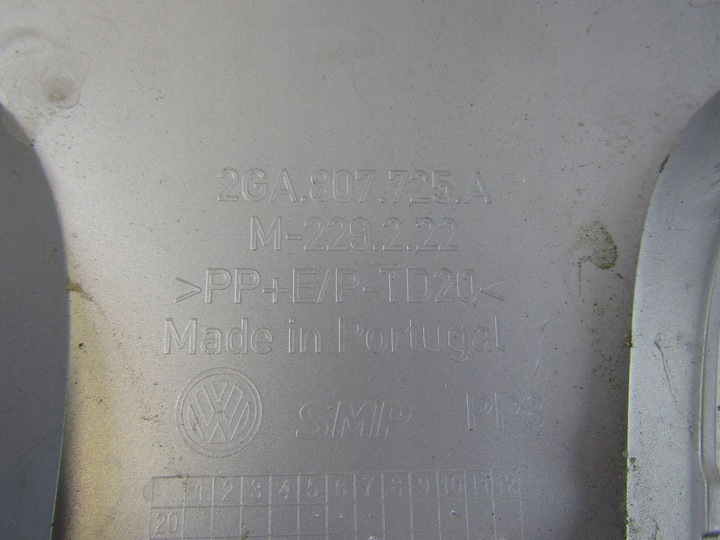 2GA.807.725.A
M-229.2.22
>PP+E/P-TD20<
Made in Portugal
VW SMP PP8
1 2 3 4 5 6 7 8 9 10 11 12
20